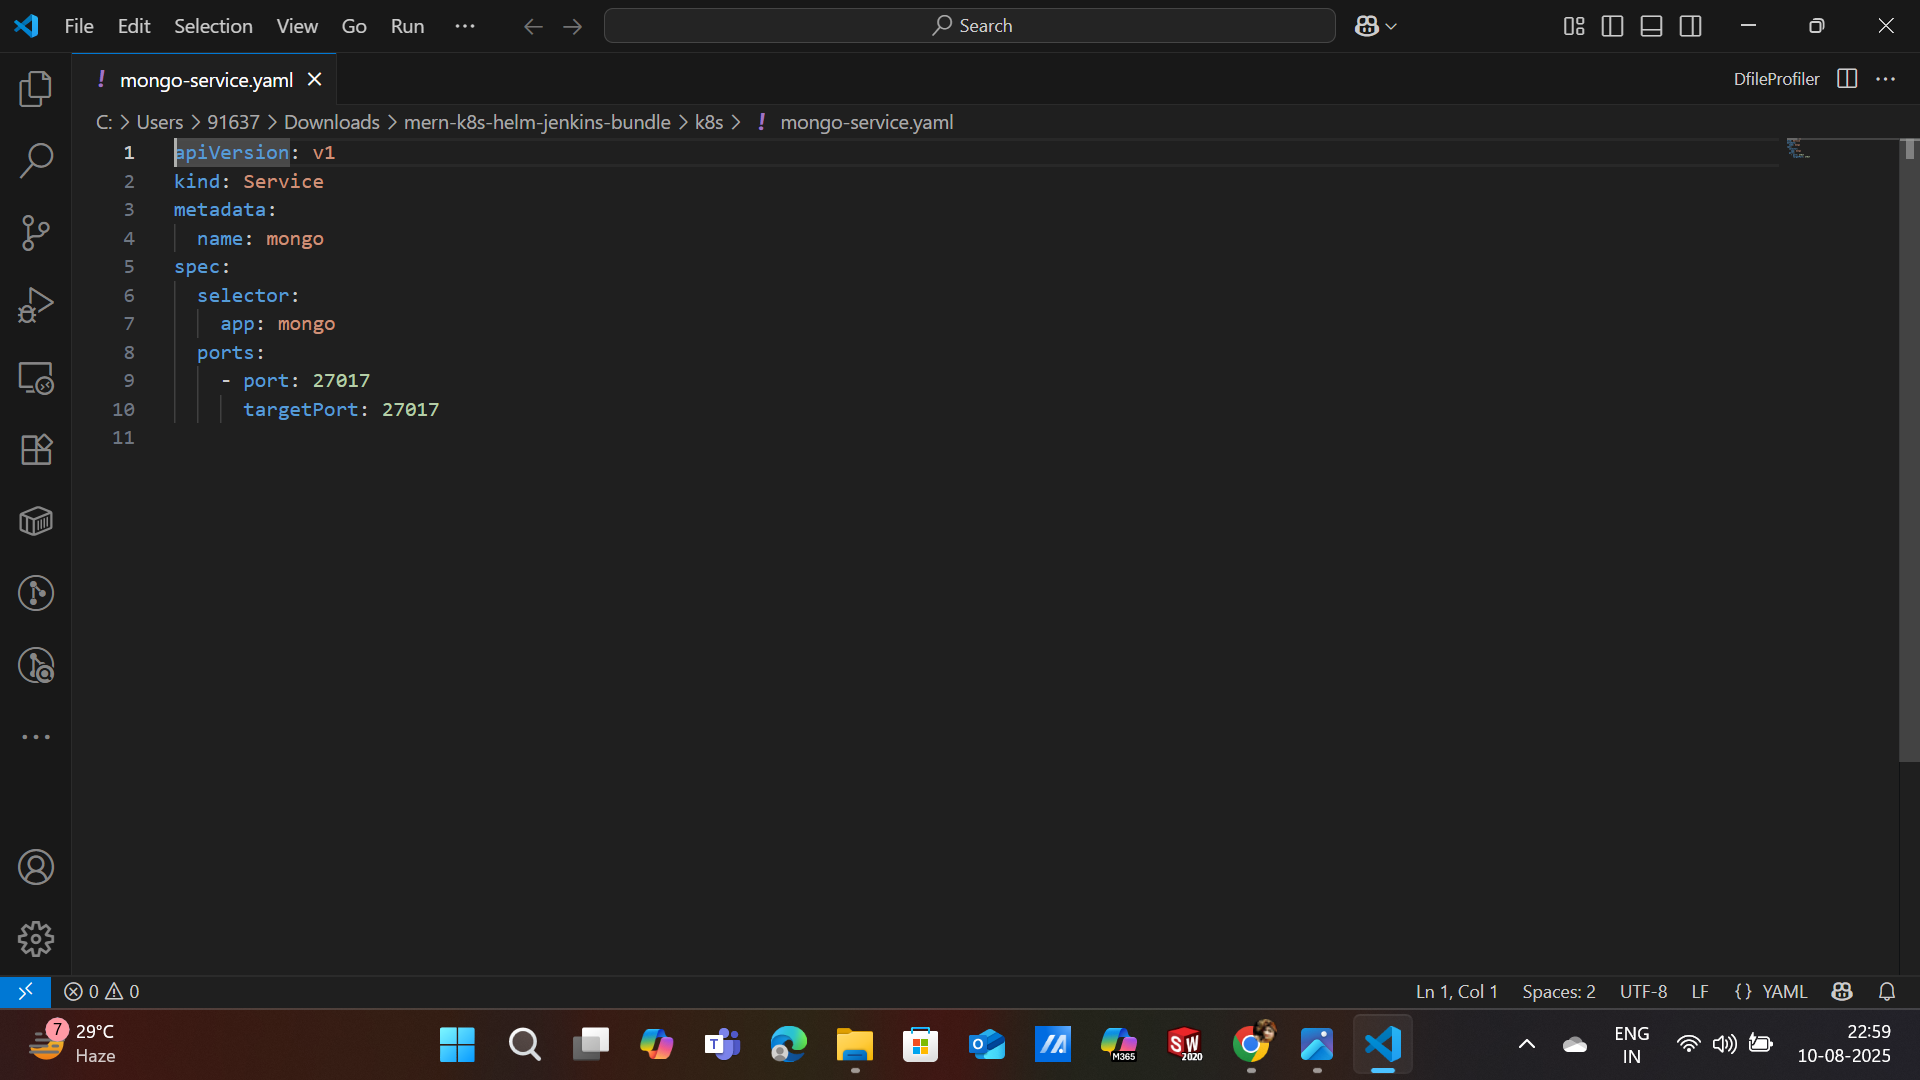 File Edit Selection View Go Run ··· Search
! mongo-service.yaml DfileProfiler
C: > Users > 91637 > Downloads > mern-k8s-helm-jenkins-bundle > k8s > ! mongo-service.yaml
1 apiVersion: v1
2 kind: Service
3 metadata:
4 name: mongo
5 spec:
6 selector:
7 app: mongo
8 ports:
9 - port: 27017
10 targetPort: 27017
11
0 0 Ln 1, Col 1 Spaces: 2 UTF-8 LF {} YAML
7 29°C
Haze
T
O
M365
SW
2020
ENG
IN
22:59
10-08-2025